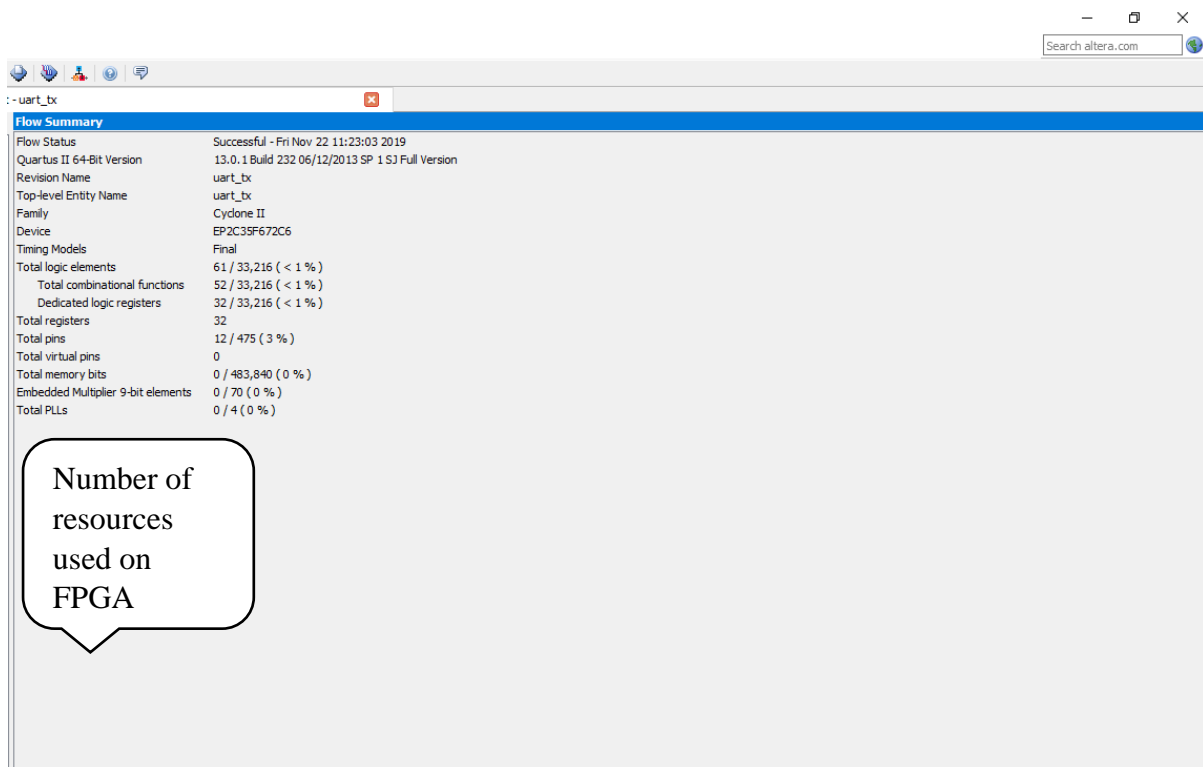 Search altera.com
: - uart_tx
Flow Summary
Flow Status Successful - Fri Nov 22 11:23:03 2019
Quartus II 64-Bit Version 13.0.1 Build 232 06/12/2013 SP 1 SJ Full Version
Revision Name uart_tx
Top-level Entity Name uart_tx
Family Cyclone II
Device EP2C35F672C6
Timing Models Final
Total logic elements 61 / 33,216 ( < 1 % )
Total combinational functions 52 / 33,216 ( < 1 % )
Dedicated logic registers 32 / 33,216 ( < 1 % )
Total registers 32
Total pins 12 / 475 ( 3 % )
Total virtual pins 0
Total memory bits 0 / 483,840 ( 0 % )
Embedded Multiplier 9-bit elements 0 / 70 ( 0 % )
Total PLLs 0 / 4 ( 0 % )
Number of
resources
used on
FPGA